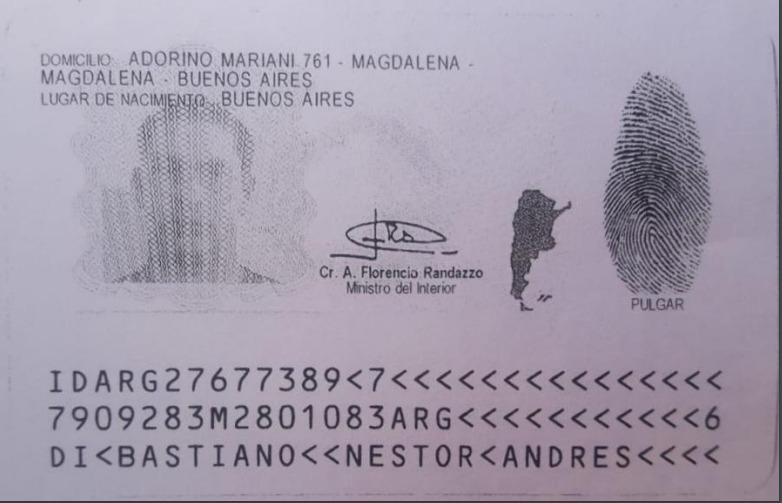 DOMICILIO: ADORINO MARIANI 761 - MAGDALENA -
MAGDALENA - BUENOS AIRES
LUGAR DE NACIMIENTO: BUENOS AIRES
Cr. A. Florencio Randazzo
Ministro del Interior
PULGAR
IDARG27677389<7<<<<<<<<<<<<<<<
7909283M2801083ARG<<<<<<<<<<<6
DI<BASTIANO<<NESTOR<ANDRES<<<<